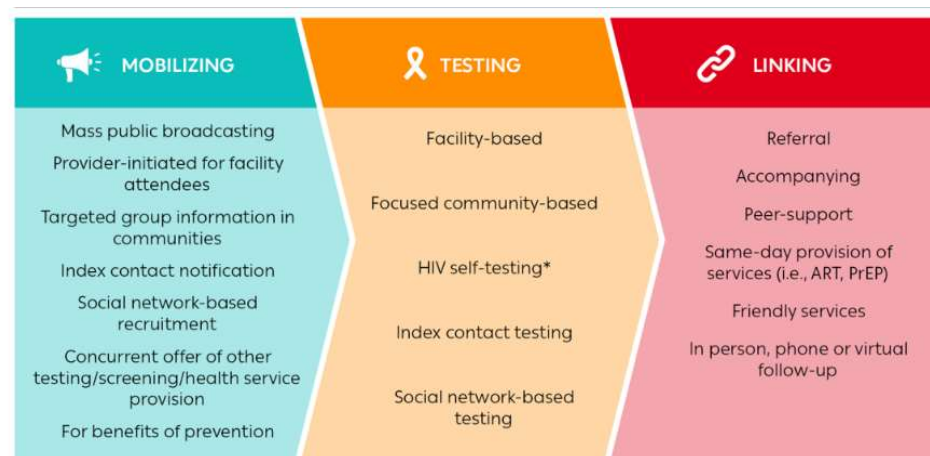 MOBILIZING
Mass public broadcasting
Provider-initiated for facility
attendees
Targeted group information in
communities
Index contact notification
Social network-based
recruitment
Concurrent offer of other
testing/screening/health service
provision
For benefits of prevention
TESTING
Facility-based
Focused community-based
HIV self-testing*
Index contact testing
Social network-based
testing
LINKING
Referral
Accompanying
Peer-support
Same-day provision of
services (i.e., ART, PrEP)
Friendly services
In person, phone or virtual
follow-up